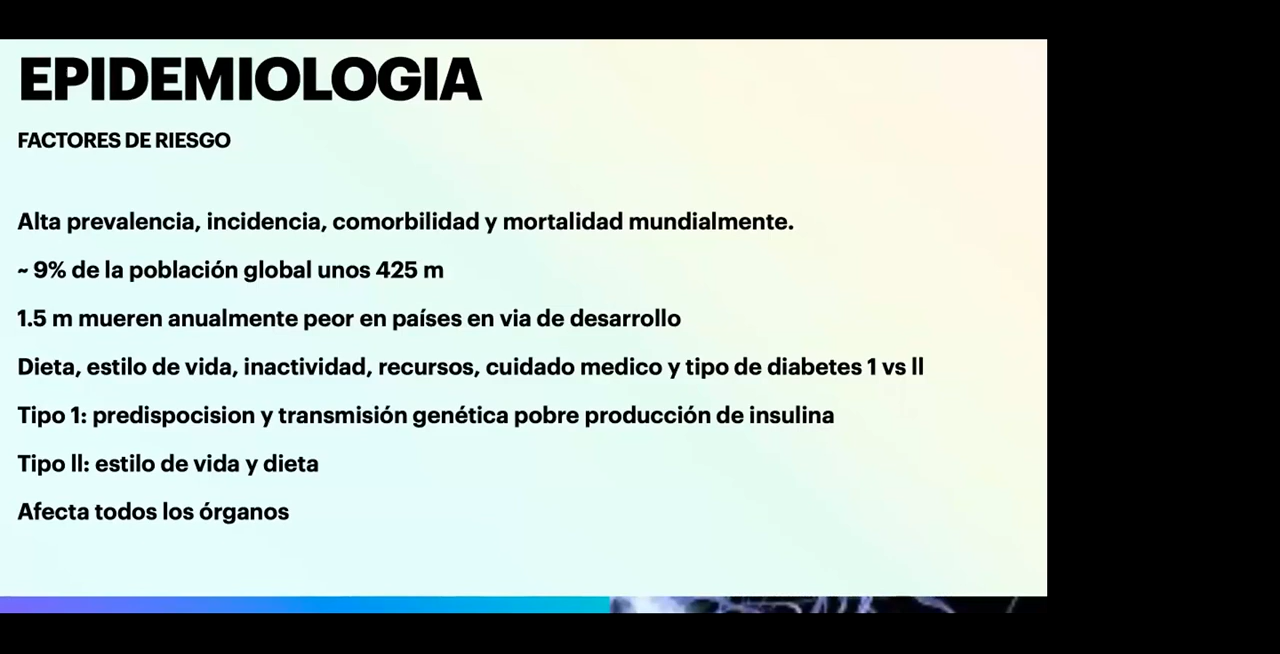 EPIDEMIOLOGIA
FACTORES DE RIESGO
Alta prevalencia, incidencia, comorbilidad y mortalidad mundialmente.
~ 9% de la población global unos 425 m
1.5 m mueren anualmente peor en países en via de desarrollo
Dieta, estilo de vida, inactividad, recursos, cuidado medico y tipo de diabetes 1 vs ll
Tipo 1: predispocision y transmisión genética pobre producción de insulina
Tipo ll: estilo de vida y dieta
Afecta todos los órganos